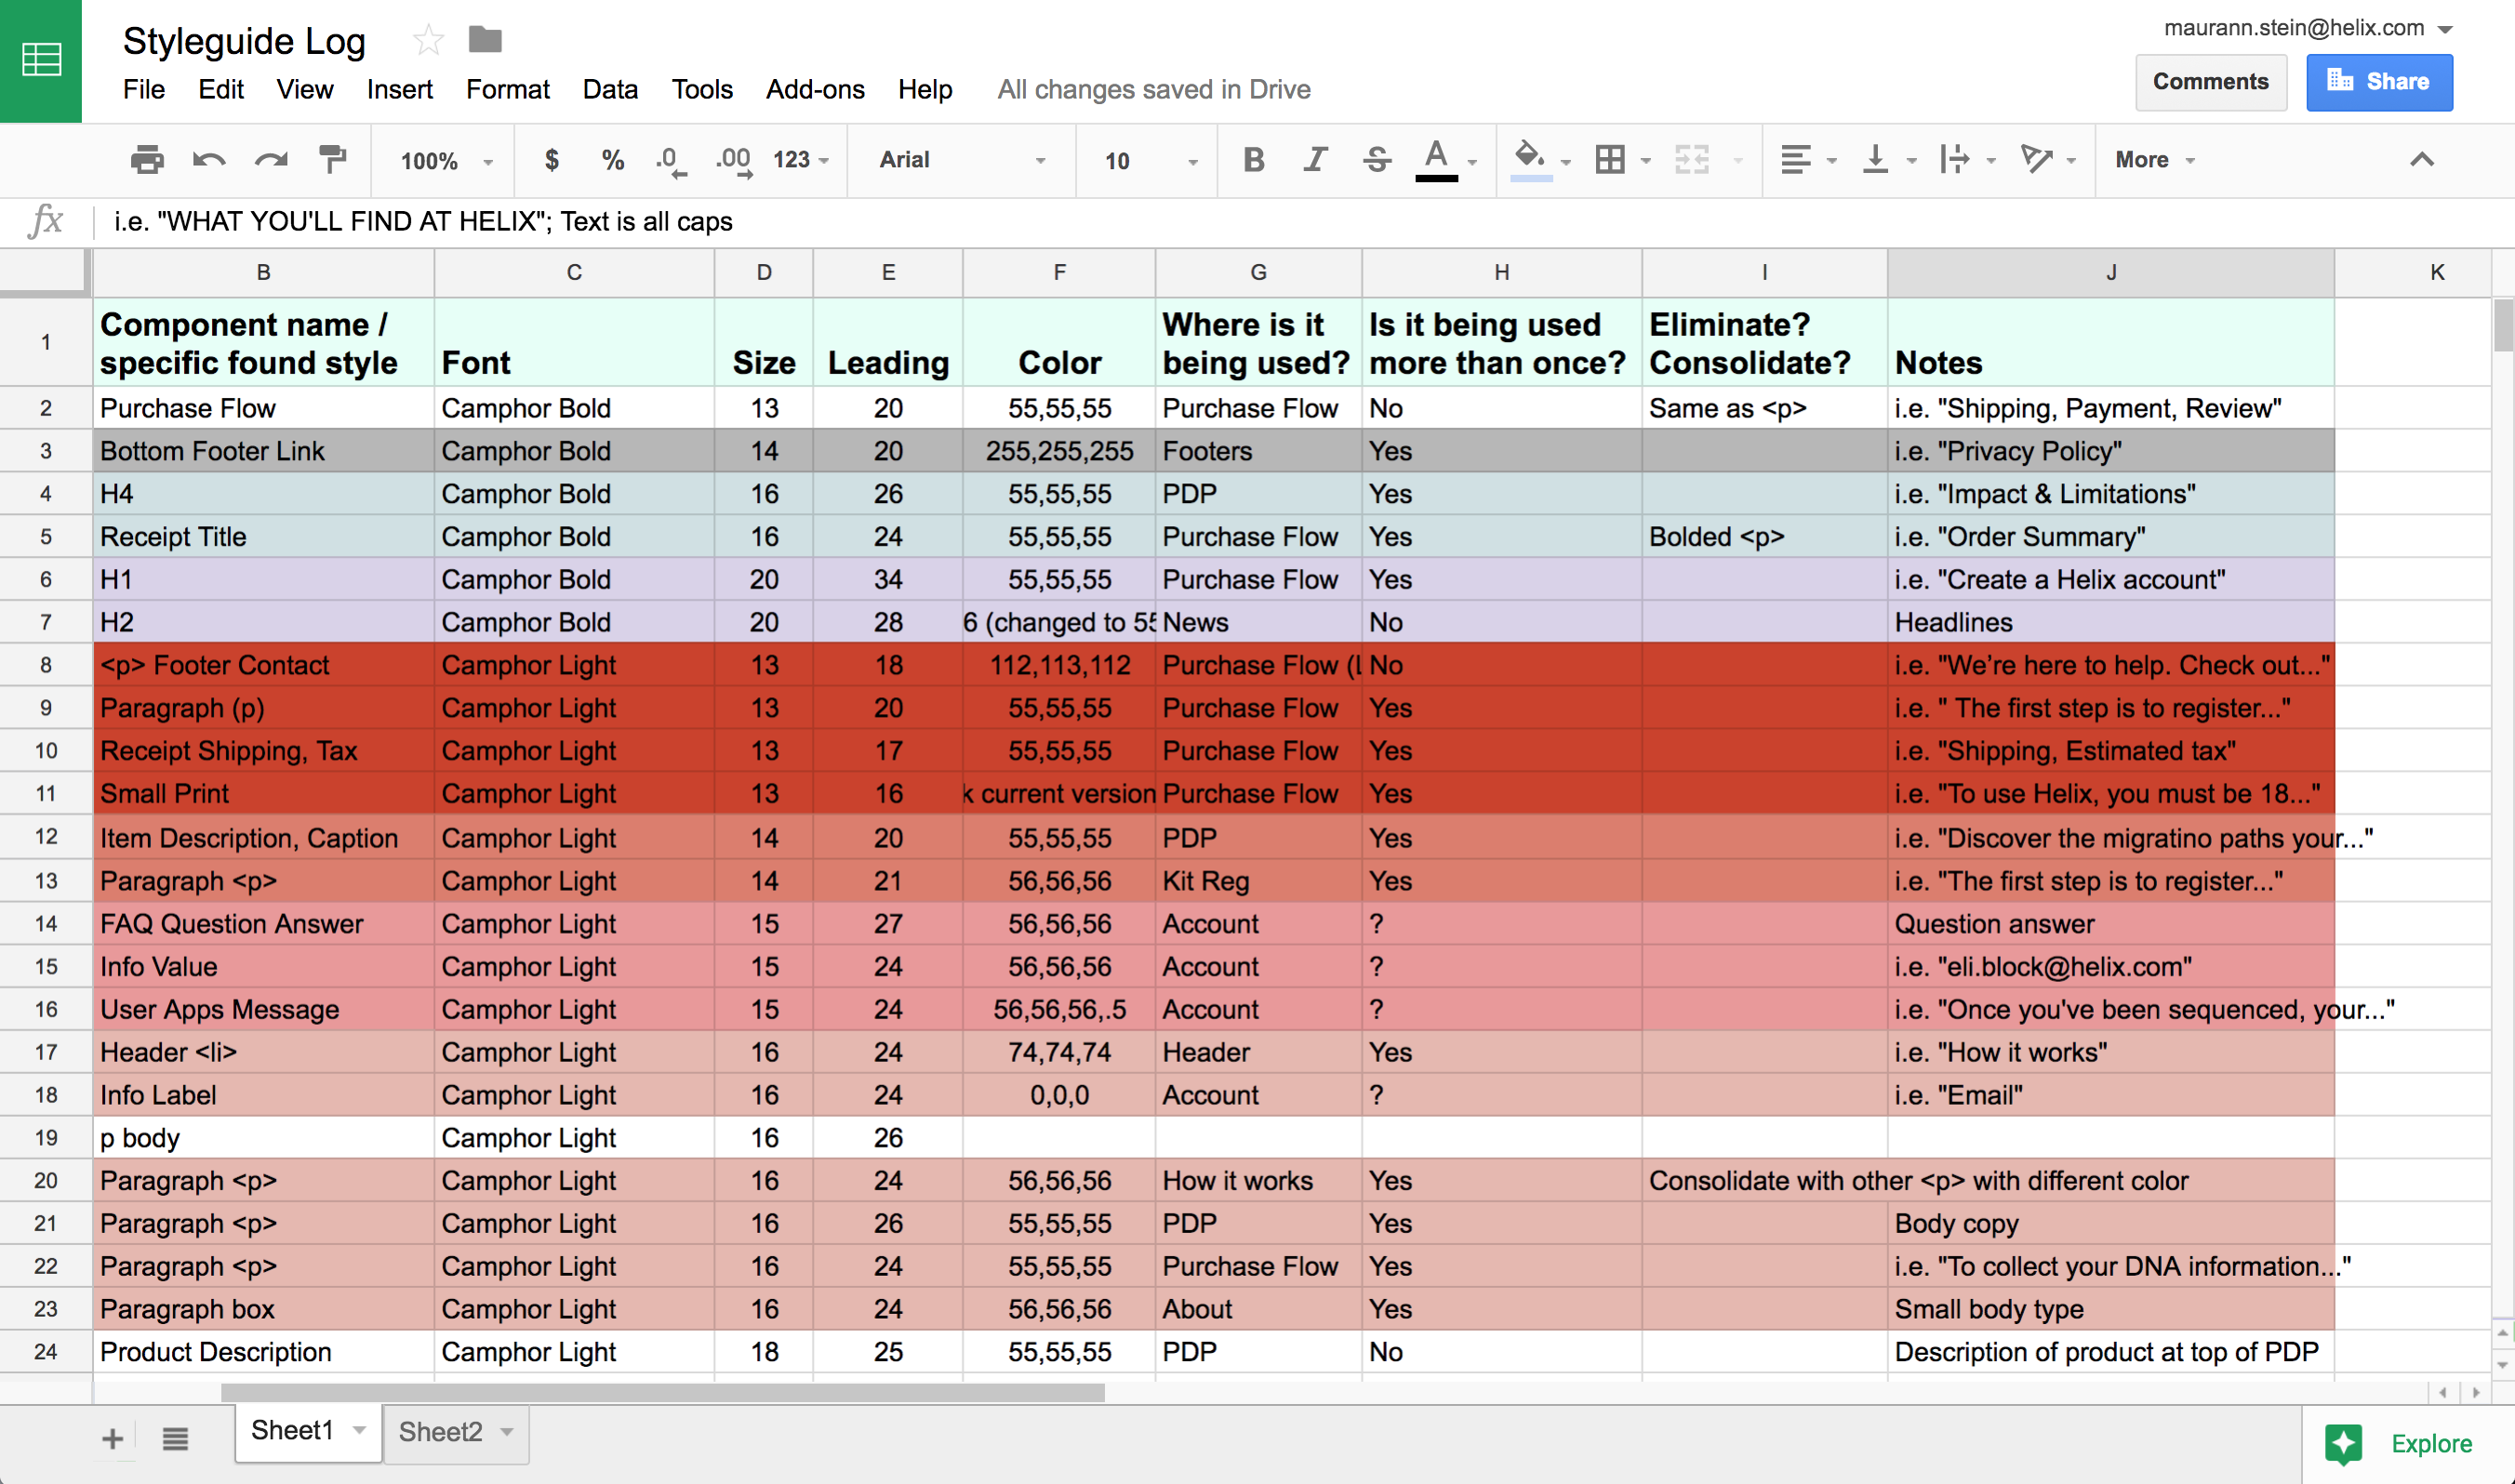 Styleguide Log
maurann.stein@helix.com
File Edit View Insert Format Data Tools Add-ons Help All changes saved in Drive
Comments Share
100% $ % .0 .00 123 Arial 10 B I S A More
fx i.e. "WHAT YOU'LL FIND AT HELIX"; Text is all caps
B C D E F G H I J K
1 Component name / specific found style Font Size Leading Color Where is it being used? Is it being used more than once? Eliminate? Consolidate? Notes
2 Purchase Flow Camphor Bold 13 20 55,55,55 Purchase Flow No Same as <p> i.e. "Shipping, Payment, Review"
3 Bottom Footer Link Camphor Bold 14 20 255,255,255 Footers Yes i.e. "Privacy Policy"
4 H4 Camphor Bold 16 26 55,55,55 PDP Yes i.e. "Impact & Limitations"
5 Receipt Title Camphor Bold 16 24 55,55,55 Purchase Flow Yes Bolded <p> i.e. "Order Summary"
6 H1 Camphor Bold 20 34 55,55,55 Purchase Flow Yes i.e. "Create a Helix account"
7 H2 Camphor Bold 20 28 6 (changed to 55 News No Headlines
8 <p> Footer Contact Camphor Light 13 18 112,113,112 Purchase Flow ( No i.e. "We're here to help. Check out..."
9 Paragraph (p) Camphor Light 13 20 55,55,55 Purchase Flow Yes i.e. " The first step is to register..."
10 Receipt Shipping, Tax Camphor Light 13 17 55,55,55 Purchase Flow Yes i.e. "Shipping, Estimated tax"
11 Small Print Camphor Light 13 16 k current version Purchase Flow Yes i.e. "To use Helix, you must be 18..."
12 Item Description, Caption Camphor Light 14 20 55,55,55 PDP Yes i.e. "Discover the migratino paths your..."
13 Paragraph <p> Camphor Light 14 21 56,56,56 Kit Reg Yes i.e. "The first step is to register..."
14 FAQ Question Answer Camphor Light 15 27 56,56,56 Account ? Question answer
15 Info Value Camphor Light 15 24 56,56,56 Account ? i.e. "eli.block@helix.com"
16 User Apps Message Camphor Light 15 24 56,56,56,.5 Account ? i.e. "Once you've been sequenced, your..."
17 Header <li> Camphor Light 16 24 74,74,74 Header Yes i.e. "How it works"
18 Info Label Camphor Light 16 24 0,0,0 Account ? i.e. "Email"
19 p body Camphor Light 16 26
20 Paragraph <p> Camphor Light 16 24 56,56,56 How it works Yes Consolidate with other <p> with different color
21 Paragraph <p> Camphor Light 16 26 55,55,55 PDP Yes Body copy
22 Paragraph <p> Camphor Light 16 24 55,55,55 Purchase Flow Yes i.e. "To collect your DNA information..."
23 Paragraph box Camphor Light 16 24 56,56,56 About Yes Small body type
24 Product Description Camphor Light 18 25 55,55,55 PDP No Description of product at top of PDP
Sheet1 Sheet2 Explore